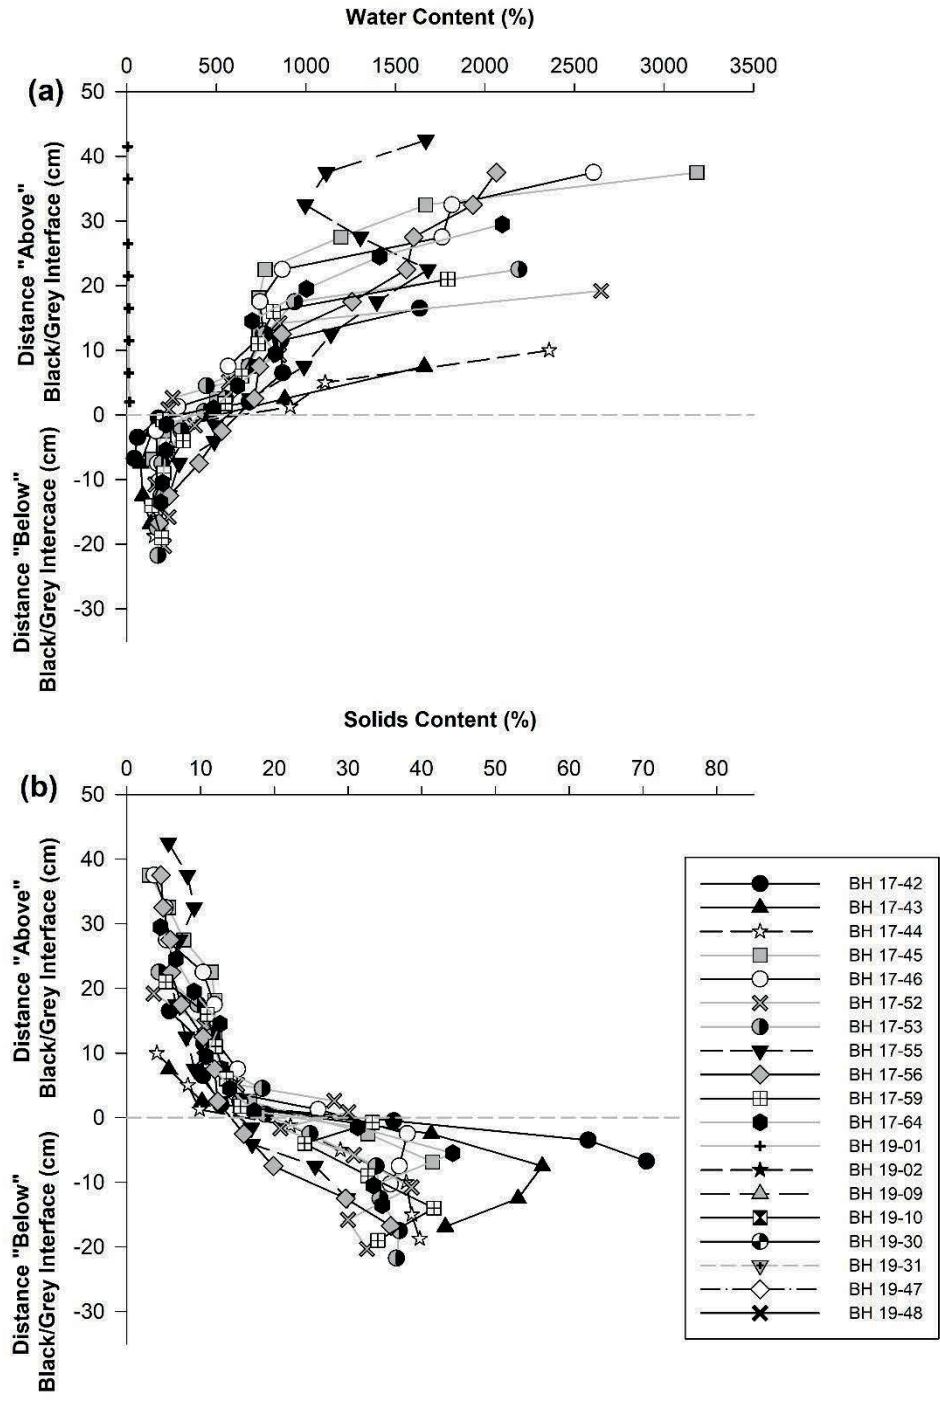 Water Content (%)
0 500 1000 1500 2000 2500 3000 3500
(a)
50
40
30
20
10
0
-10
-20
-30
Distance "Above"
Black/Grey Interface (cm)
Distance "Below"
Black/Grey Intercace (cm)
Solids Content (%)
0 10 20 30 40 50 60 70 80
(b)
50
40
30
20
10
0
-10
-20
-30
Distance "Above"
Black/Grey Interface (cm)
Distance "Below"
Black/Grey Interface (cm)
BH 17-42
BH 17-43
BH 17-44
BH 17-45
BH 17-46
BH 17-52
BH 17-53
BH 17-55
BH 17-56
BH 17-59
BH 17-64
BH 19-01
BH 19-02
BH 19-09
BH 19-10
BH 19-30
BH 19-31
BH 19-47
BH 19-48